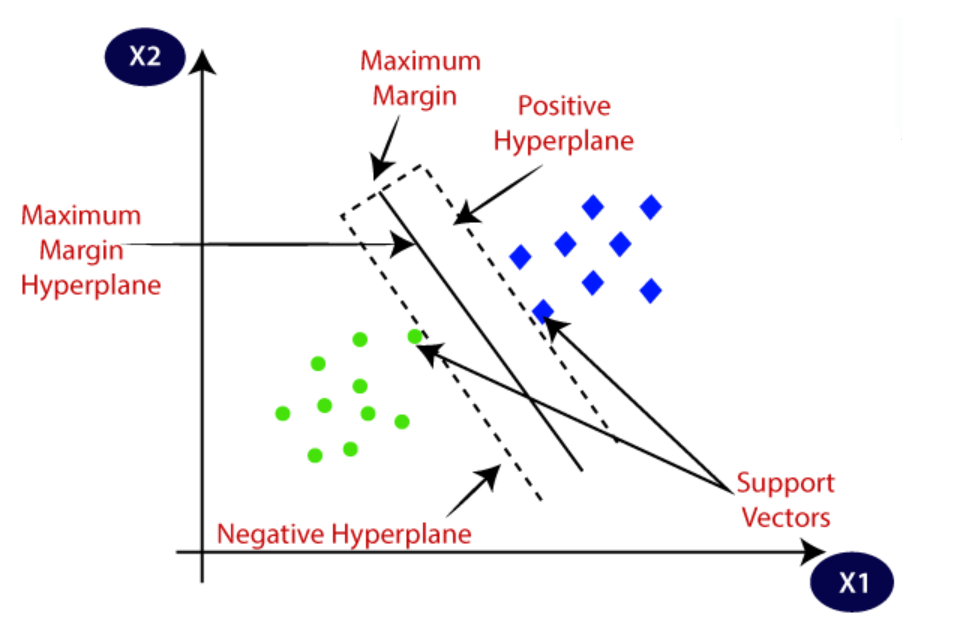 X2
Maximum
Margin
Positive
Hyperplane
Maximum
Margin
Hyperplane
Support
Vectors
Negative Hyperplane
X1